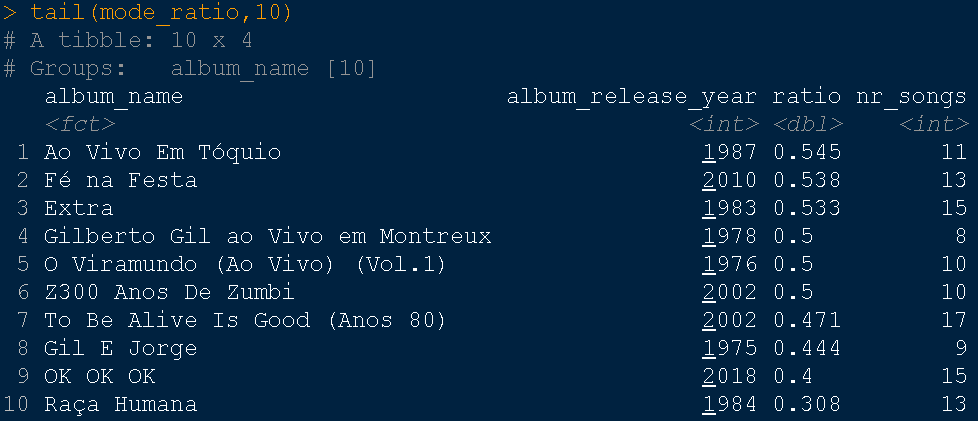 > tail(mode_ratio,10)
# A tibble: 10 x 4
# Groups:   album_name [10]
   album_name                         album_release_year ratio nr_songs
   <fct>                                           <int> <dbl>    <int>
 1 Ao Vivo Em Tóquio                                1987 0.545       11
 2 Fé na Festa                                      2010 0.538       13
 3 Extra                                            1983 0.533       15
 4 Gilberto Gil ao Vivo em Montreux                 1978 0.5          8
 5 O Viramundo (Ao Vivo) (Vol.1)                    1976 0.5         10
 6 Z300 Anos De Zumbi                               2002 0.5         10
 7 To Be Alive Is Good (Anos 80)                    2002 0.471       17
 8 Gil E Jorge                                      1975 0.444        9
 9 OK OK OK                                         2018 0.4         15
10 Raça Humana                                      1984 0.308       13